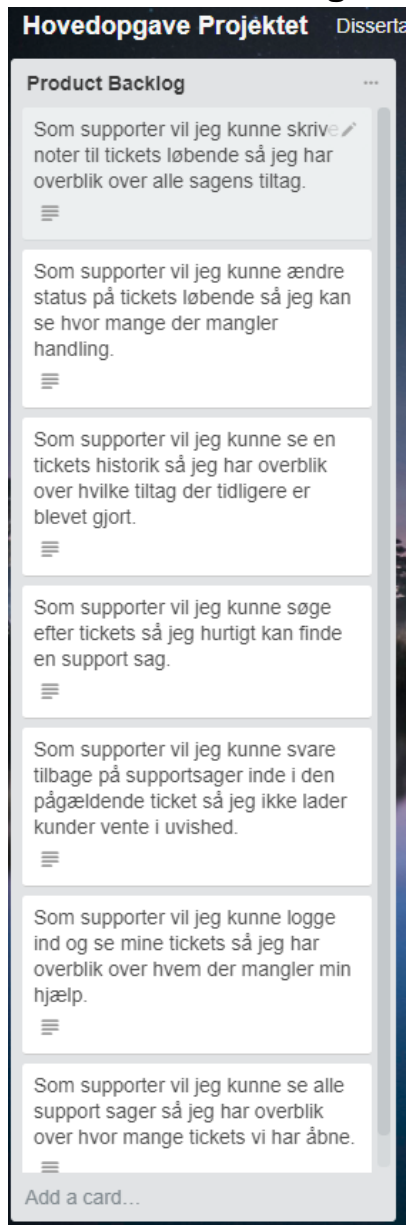 Hovedopgave Projektet Disserta
Product Backlog ...
Som supporter vil jeg kunne skrive
noter til tickets løbende så jeg har
overblik over alle sagens tiltag.
Som supporter vil jeg kunne ændre
status på tickets løbende så jeg kan
se hvor mange der mangler
handling.
Som supporter vil jeg kunne se en
tickets historik så jeg har overblik
over hvilke tiltag der tidligere er
blevet gjort.
Som supporter vil jeg kunne søge
efter tickets så jeg hurtigt kan finde
en support sag.
Som supporter vil jeg kunne svare
tilbage på supportsager inde i den
pågældende ticket så jeg ikke lader
kunder vente i uvished.
Som supporter vil jeg kunne logge
ind og se mine tickets så jeg har
overblik over hvem der mangler min
hjælp.
Som supporter vil jeg kunne se alle
support sager så jeg har overblik
over hvor mange tickets vi har åbne.
Add a card...